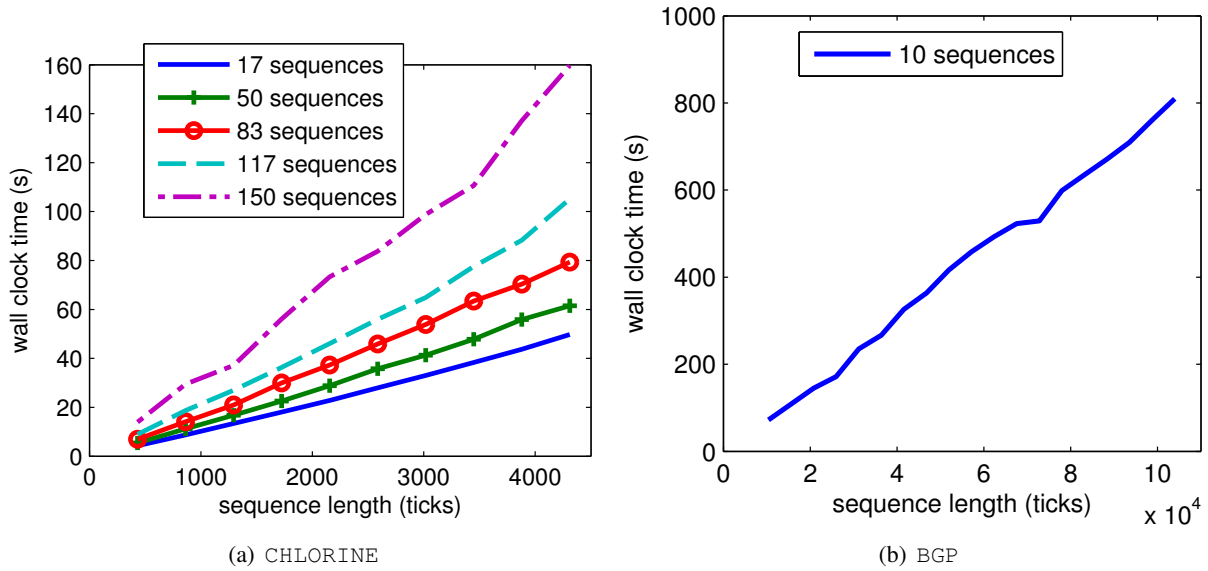 160
140
120
100
80
60
40
20
0
wall clock time (s)
17 sequences
50 sequences
83 sequences
117 sequences
150 sequences
0 1000 2000 3000 4000
sequence length (ticks)
(a) CHLORINE
1000
800
600
400
200
0
wall clock time (s)
10 sequences
0 2 4 6 8 10
sequence length (ticks)
x 10⁴
(b) BGP